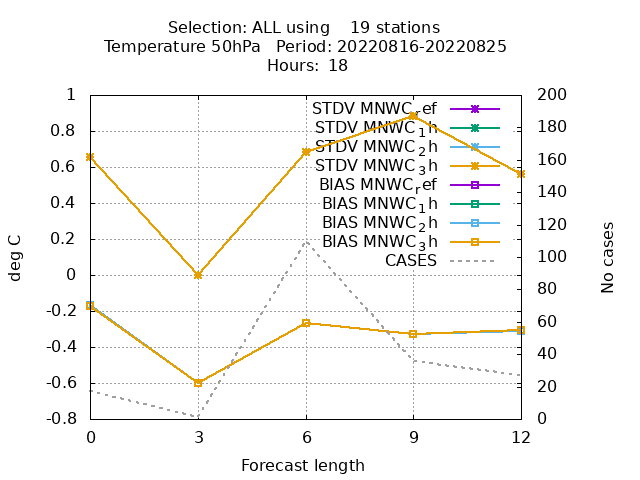 Selection: ALL using    19 stations
Temperature 50hPa   Period: 20220816-20220825
Hours: 18
STDV MNWC_ref
STDV MNWC_1h
STDV MNWC_2h
STDV MNWC_3h
BIAS MNWC_ref
BIAS MNWC_1h
BIAS MNWC_2h
BIAS MNWC_3h
CASES
1
0.8
0.6
0.4
0.2
0
-0.2
-0.4
-0.6
-0.8
deg C
200
180
160
140
120
100
80
60
40
20
0
No cases
0 3 6 9 12
Forecast length